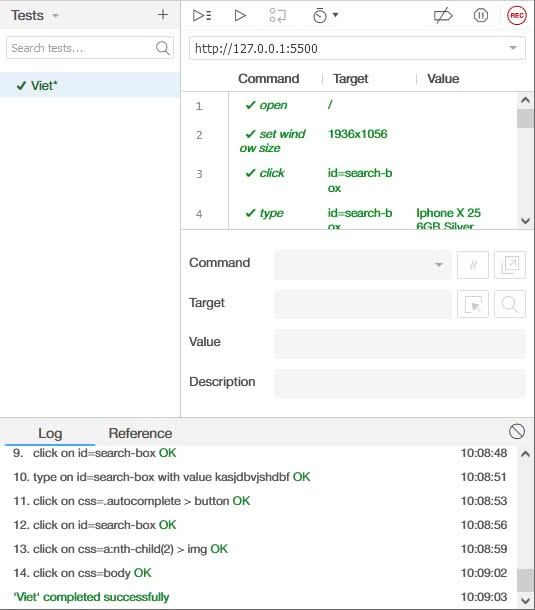 Tests
Search tests...
Viet*
REC
http://127.0.0.1:5500
Command Target Value
1 open /
2 set wind 1936x1056
ow size
3 click id=search-b
ox
4 type id=search-b Iphone X 25
ox 6GB Silver
Command
//
Target
Value
Description
Log Reference
9. click on id=search-box OK 10:08:48
10. type on id=search-box with value kasjdbvjshdbf OK 10:08:51
11. click on css=.autocomplete > button OK 10:08:53
12. click on id=search-box OK 10:08:56
13. click on css=a:nth-child(2) > img OK 10:08:59
14. click on css=body OK 10:09:02
'Viet' completed successfully 10:09:03